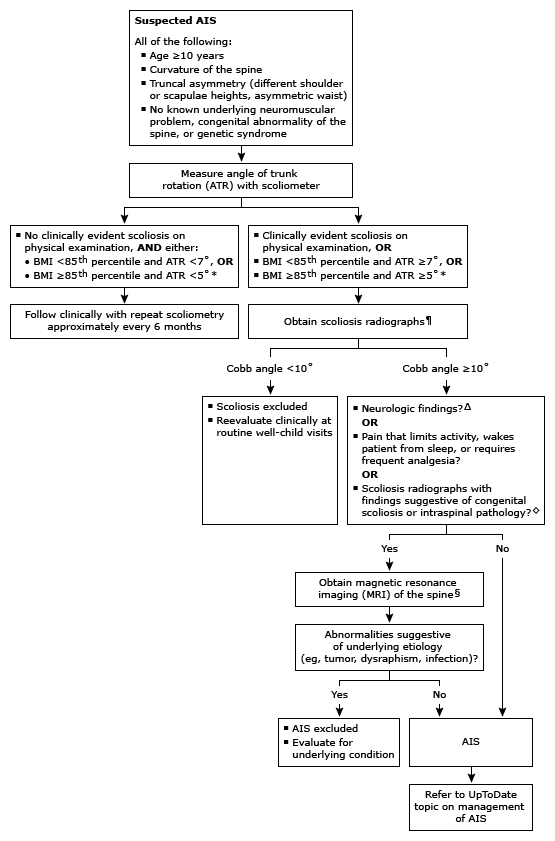 Suspected AIS
All of the following:
▪ Age ≥10 years
▪ Curvature of the spine
▪ Truncal asymmetry (different shoulder
or scapulae heights, asymmetric waist)
▪ No known underlying neuromuscular
problem, congenital abnormality of the
spine, or genetic syndrome
Measure angle of trunk
rotation (ATR) with scoliometer
▪ No clinically evident scoliosis on
physical examination, AND either:
• BMI <85th percentile and ATR <7˚, OR
• BMI ≥85th percentile and ATR <5˚*
▪ Clinically evident scoliosis on
physical examination, OR
▪ BMI <85th percentile and ATR ≥7˚, OR
▪ BMI ≥85th percentile and ATR ≥5˚*
Follow clinically with repeat scoliometry
approximately every 6 months
Obtain scoliosis radiographs¶
Cobb angle <10˚
Cobb angle ≥10˚
▪ Scoliosis excluded
▪ Reevaluate clinically at
routine well-child visits
▪ Neurologic findings?Δ
OR
▪ Pain that limits activity, wakes
patient from sleep, or requires
frequent analgesia?
OR
▪ Scoliosis radiographs with
findings suggestive of congenital
scoliosis or intraspinal pathology?◇
Yes
No
Obtain magnetic resonance
imaging (MRI) of the spine§
Abnormalities suggestive
of underlying etiology
(eg, tumor, dysraphism, infection)?
Yes
No
▪ AIS excluded
▪ Evaluate for
underlying condition
AIS
Refer to UpToDate
topic on management
of AIS